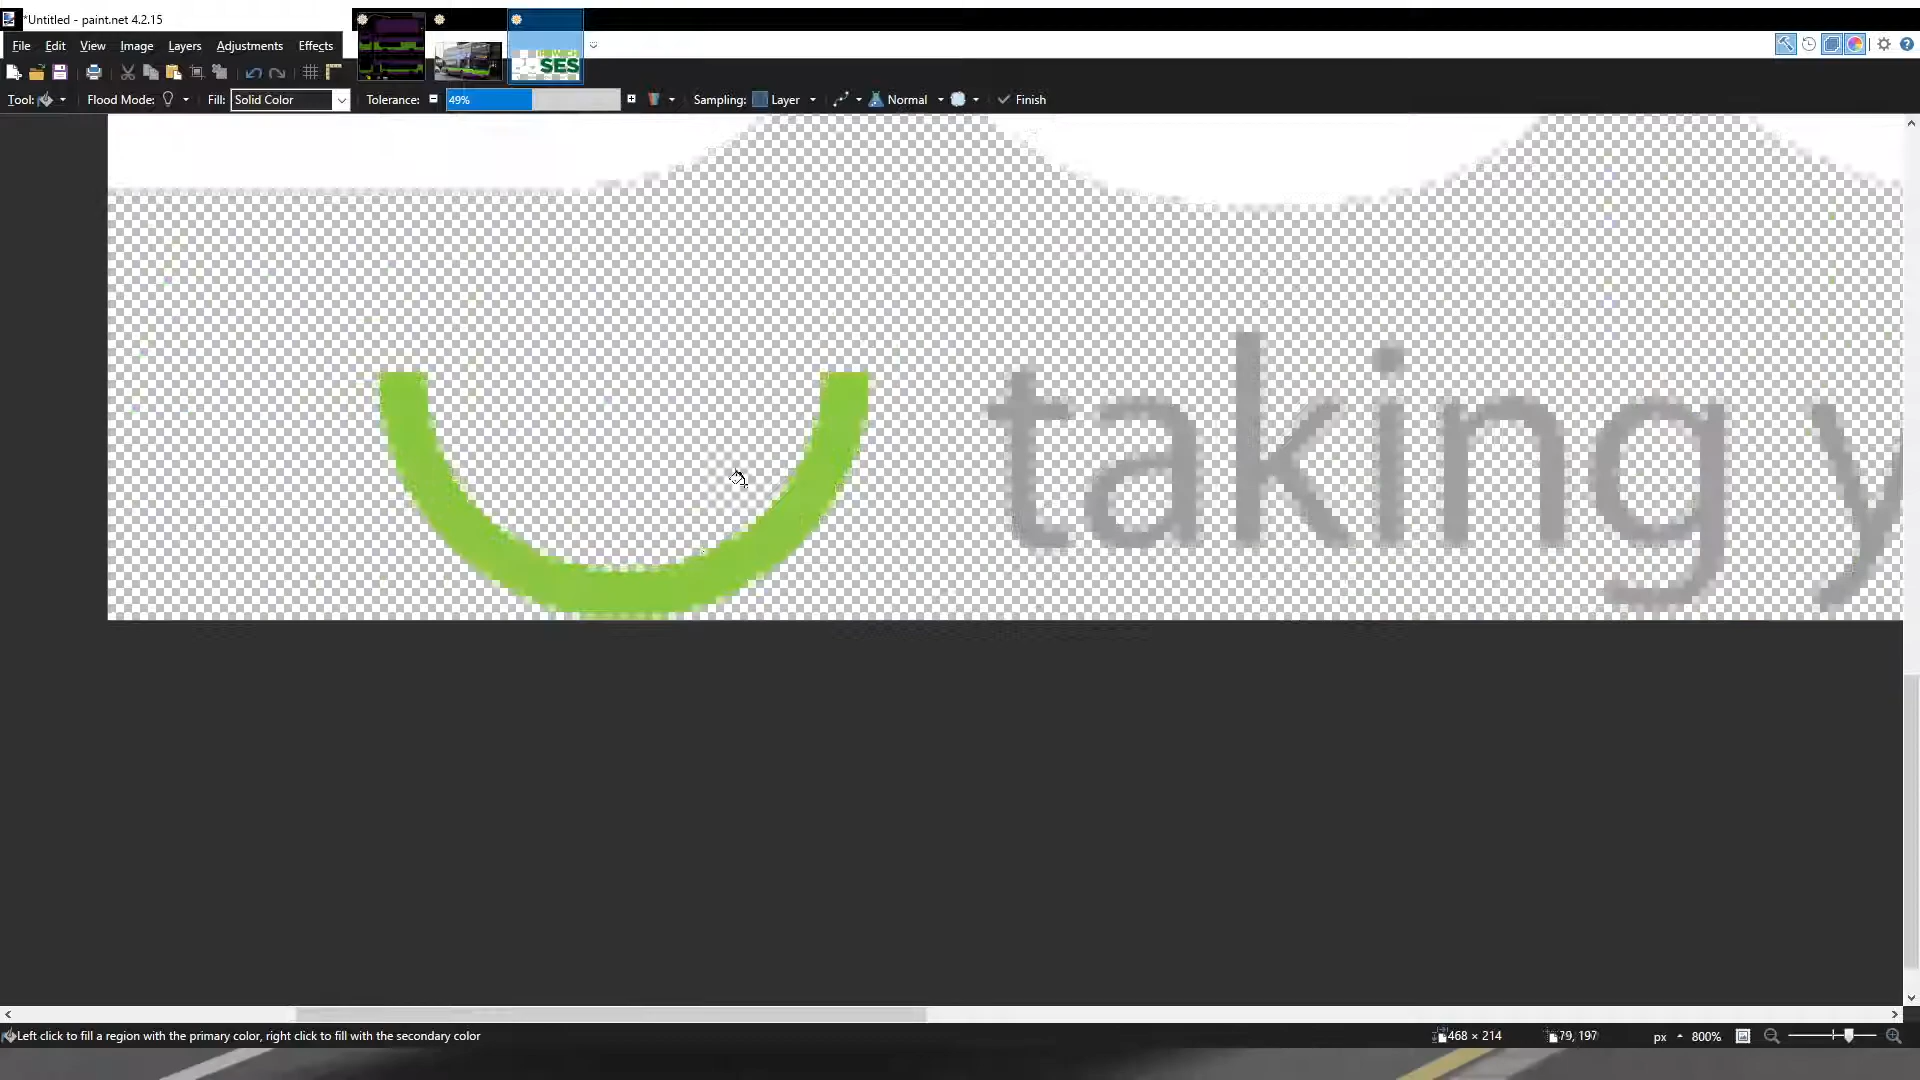 *Untitled - paint.net 4.2.15
File Edit View Image Layers Adjustments Effects
SES
Tool: Flood Mode: Fill: Solid Color Tolerance: 49% Sampling: Layer Normal Finish
taking y
Left click to fill a region with the primary color, right click to fill with the secondary color
468 × 214
79, 197
px
800%